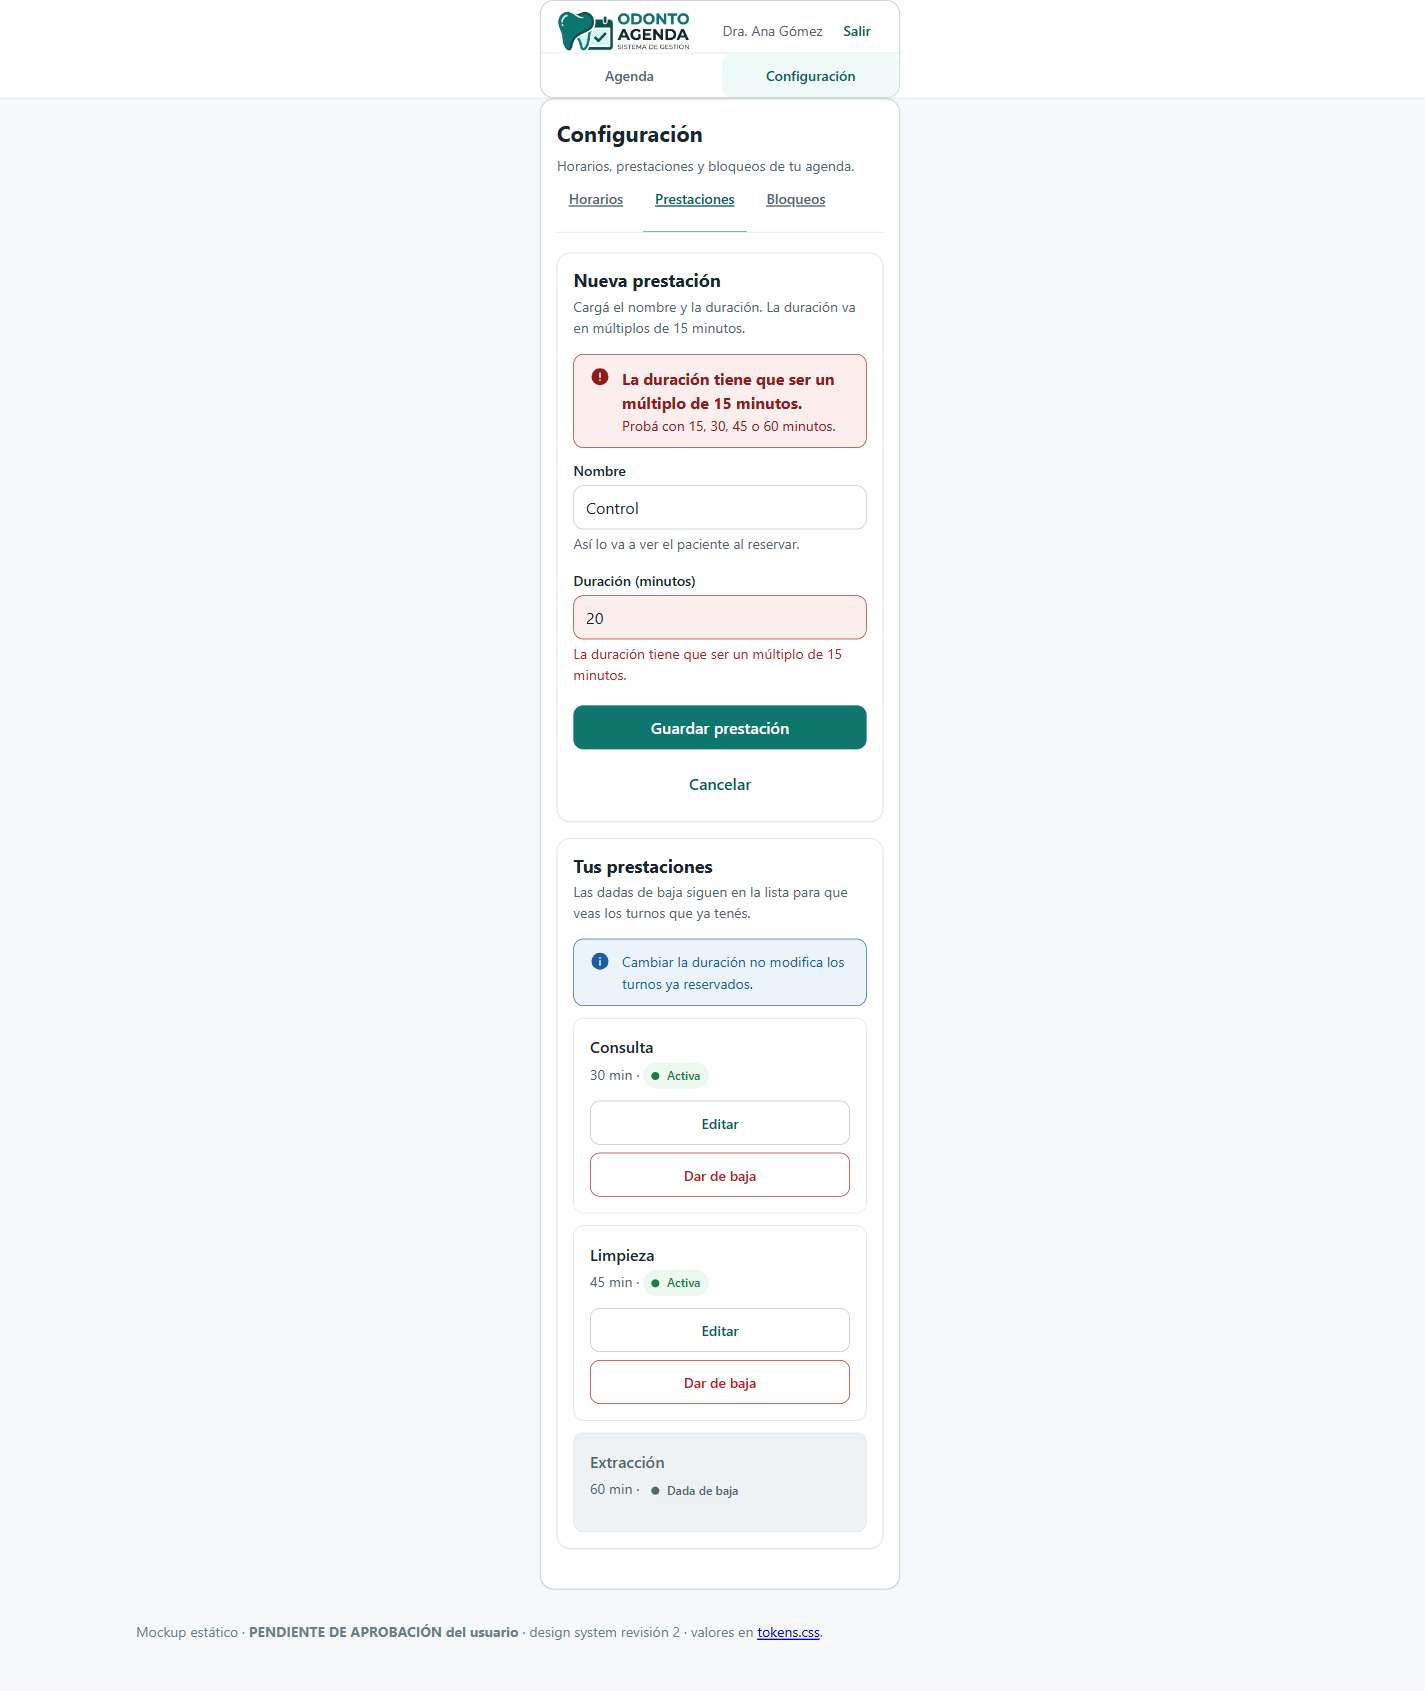 ODONTO
AGENDA
SISTEMA DE GESTIÓN
Dra. Ana Gómez
Salir
Agenda
Configuración
Configuración
Horarios, prestaciones y bloqueos de tu agenda.
Horarios
Prestaciones
Bloqueos
Nueva prestación
Cargá el nombre y la duración. La duración va
en múltiplos de 15 minutos.
La duración tiene que ser un
múltiplo de 15 minutos.
Probá con 15, 30, 45 o 60 minutos.
Nombre
Control
Así lo va a ver el paciente al reservar.
Duración (minutos)
20
La duración tiene que ser un múltiplo de 15
minutos.
Guardar prestación
Cancelar
Tus prestaciones
Las dadas de baja siguen en la lista para que
veas los turnos que ya tenés.
Cambiar la duración no modifica los
turnos ya reservados.
Consulta
30 min · Activa
Editar
Dar de baja
Limpieza
45 min · Activa
Editar
Dar de baja
Extracción
60 min · Dada de baja
Mockup estático · PENDIENTE DE APROBACIÓN del usuario · design system revisión 2 · valores en tokens.css.